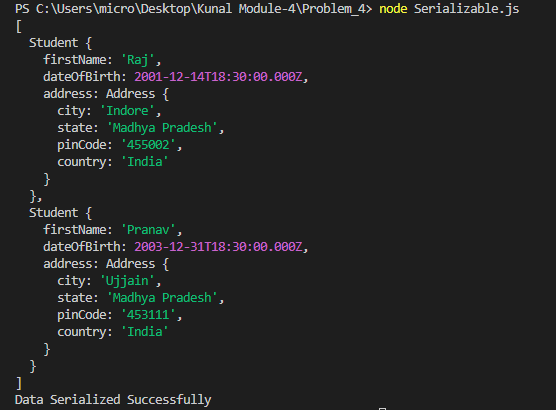 PS C:\Users\micro\Desktop\Kunal Module-4\Problem_4> node Serializable.js
[
  Student {
    firstName: 'Raj',
    dateOfBirth: 2001-12-14T18:30:00.000Z,
    address: Address {
      city: 'Indore',
      state: 'Madhya Pradesh',
      pinCode: '455002',
      country: 'India'
    }
  },
  Student {
    firstName: 'Pranav',
    dateOfBirth: 2003-12-31T18:30:00.000Z,
    address: Address {
      city: 'Ujjain',
      state: 'Madhya Pradesh',
      pinCode: '453111',
      country: 'India'
    }
  }
]
Data Serialized Successfully